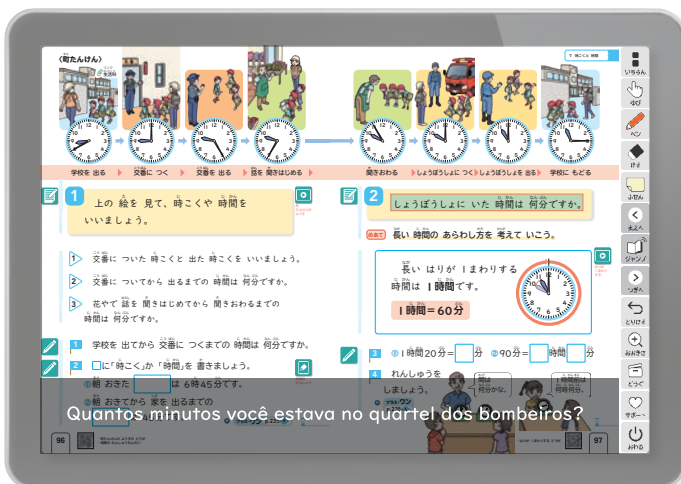 〈町たんけん〉
7 時こくと 時間
学校を 出る
交番に つく
交番を 出る
話を 聞きはじめる
聞きおわる
しょうぼうしょに つく
しょうぼうしょを 出る
学校に もどる
1
上の 絵を 見て、時こくや 時間を
いいましょう。
1 交番に ついた 時こくと 出た 時こくを いいましょう。
2 交番に ついてから 出るまでの 時間は 何分ですか。
3 花やで 話を 聞きはじめてから 聞きおわるまでの
時間は 何分ですか。
1 学校を 出てから 交番に つくまでの 時間は 何分ですか。
2 □に「時こく」か「時間」を 書きましょう。
①朝 おきた □は 6時45分です。
②朝 おきてから 家を 出るまでの
96
2
しょうぼうしょに いた 時間は 何分ですか。
めあて 長い 時間の あらわし方を 考えて いこう。
長い はりが 1まわりする
時間は 1時間です。
1時間=60分
3 ①1時間20分=□分 ②90分=□時間□分
4 れんしゅうを
しましょう。
97
いちらん
ゆび
ペン
けす
ふせん
まえへ
ジャンプ
つぎへ
とりけす
おおきさ
どうぐ
サポート
おわる
Quantos minutos você estava no quartel dos bombeiros?